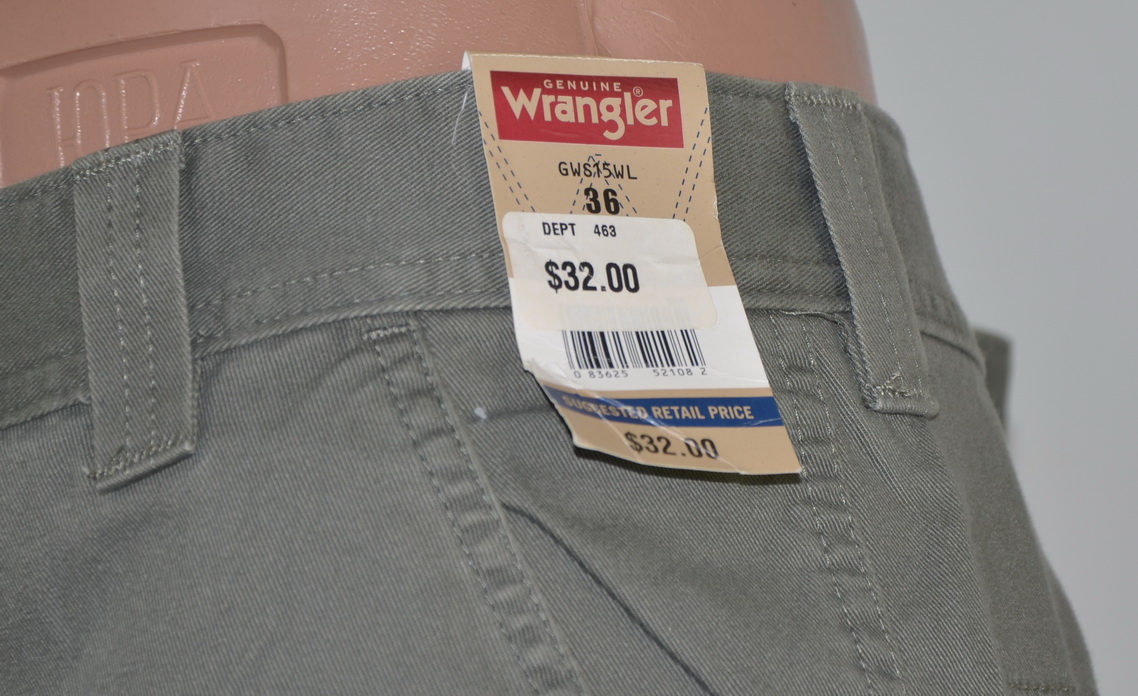 GENUINE
Wrangler®
GWS15WL
36
DEPT 463
$32.00
0 83625 52108 2
SUGGESTED RETAIL PRICE
$32.00